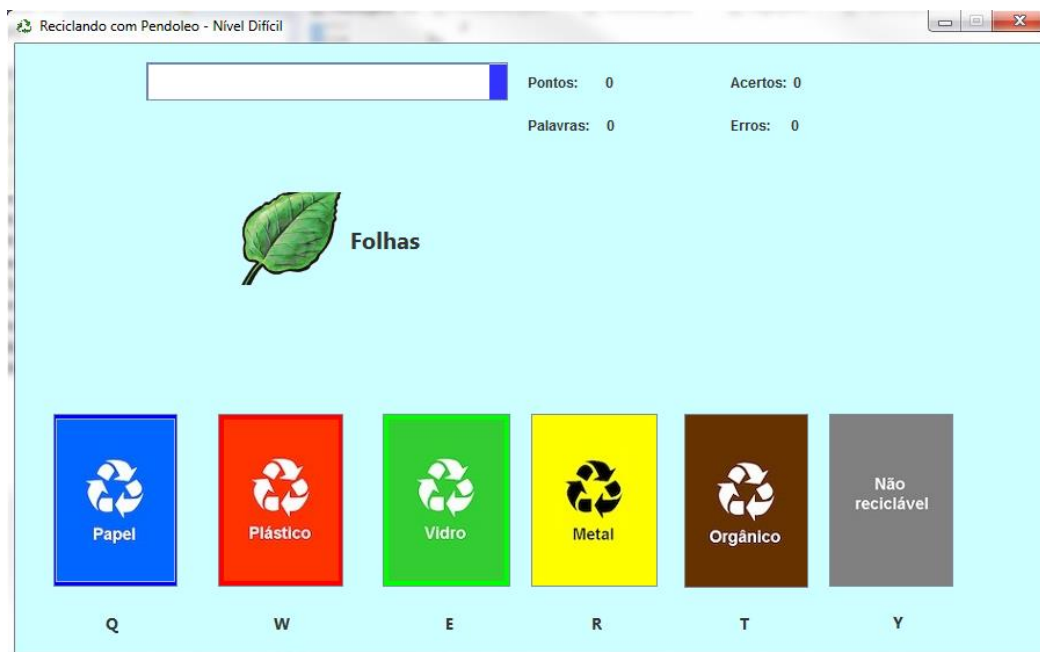 Reciclando com Pendoleo - Nível Difícil
Pontos: 0 Acertos: 0
Palavras: 0 Erros: 0
Folhas
Papel
Plástico
Vidro
Metal
Orgânico
Não
reciclável
Q W E R T Y